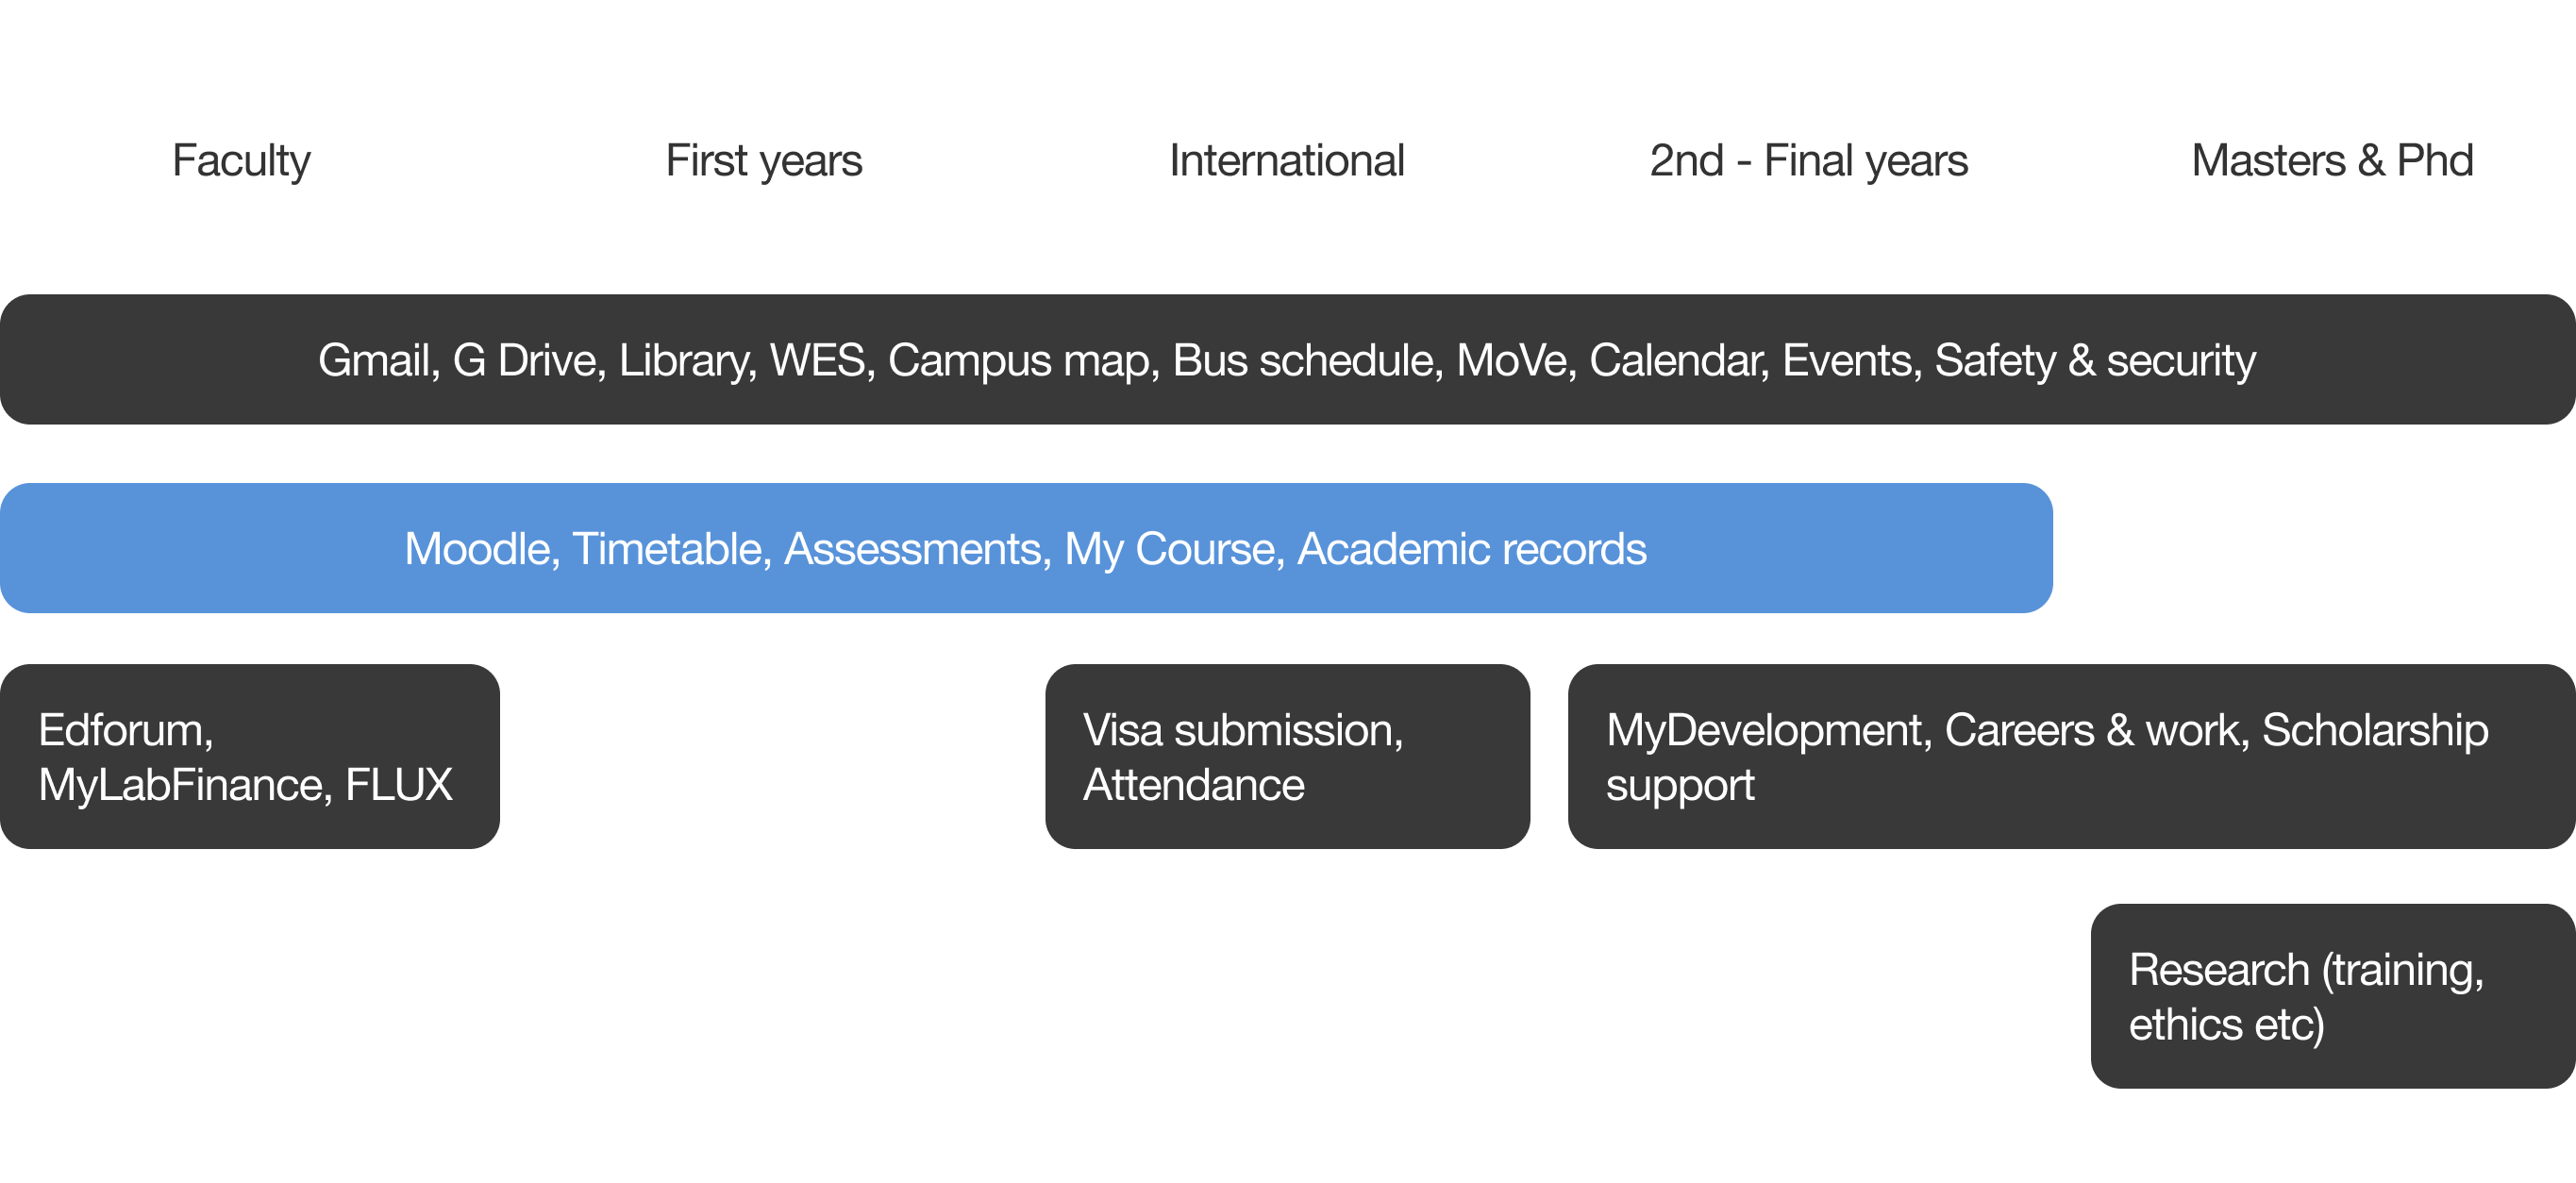 Faculty
First years
International
2nd - Final years
Masters & Phd
Gmail, G Drive, Library, WES, Campus map, Bus schedule, MoVe, Calendar, Events, Safety & security
Moodle, Timetable, Assessments, My Course, Academic records
Edforum,
MyLabFinance, FLUX
Visa submission,
Attendance
MyDevelopment, Careers & work, Scholarship
support
Research (training,
ethics etc)